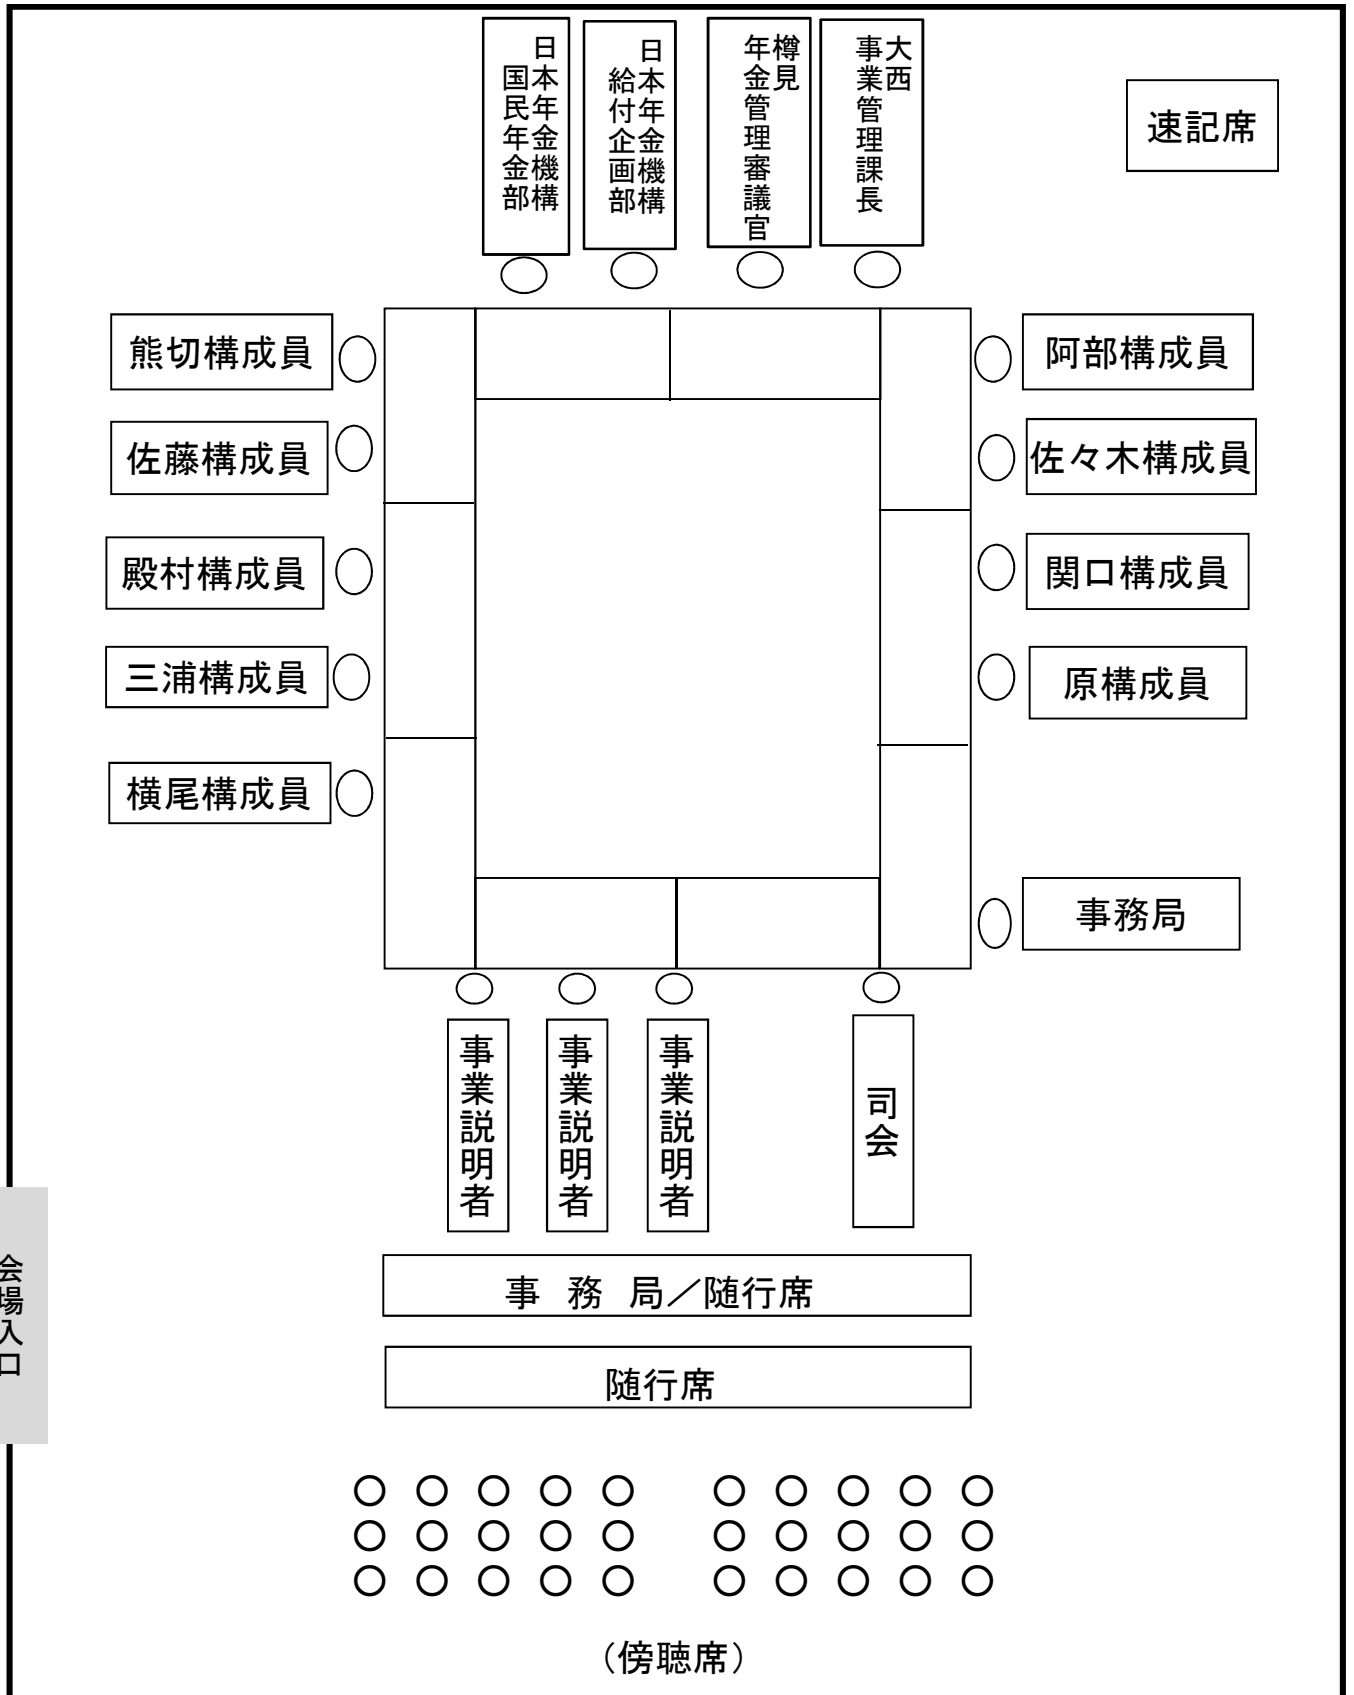 日本年金機構
国民年金部
日本年金機構
給付企画部
樽見
年金管理審議官
大西
事業管理課長
速記席
熊切構成員
阿部構成員
佐藤構成員
佐々木構成員
殿村構成員
関口構成員
三浦構成員
原構成員
横尾構成員
事務局
事業説明者
事業説明者
事業説明者
司会
事 務 局／随行席
会場入口
随行席
（傍聴席）